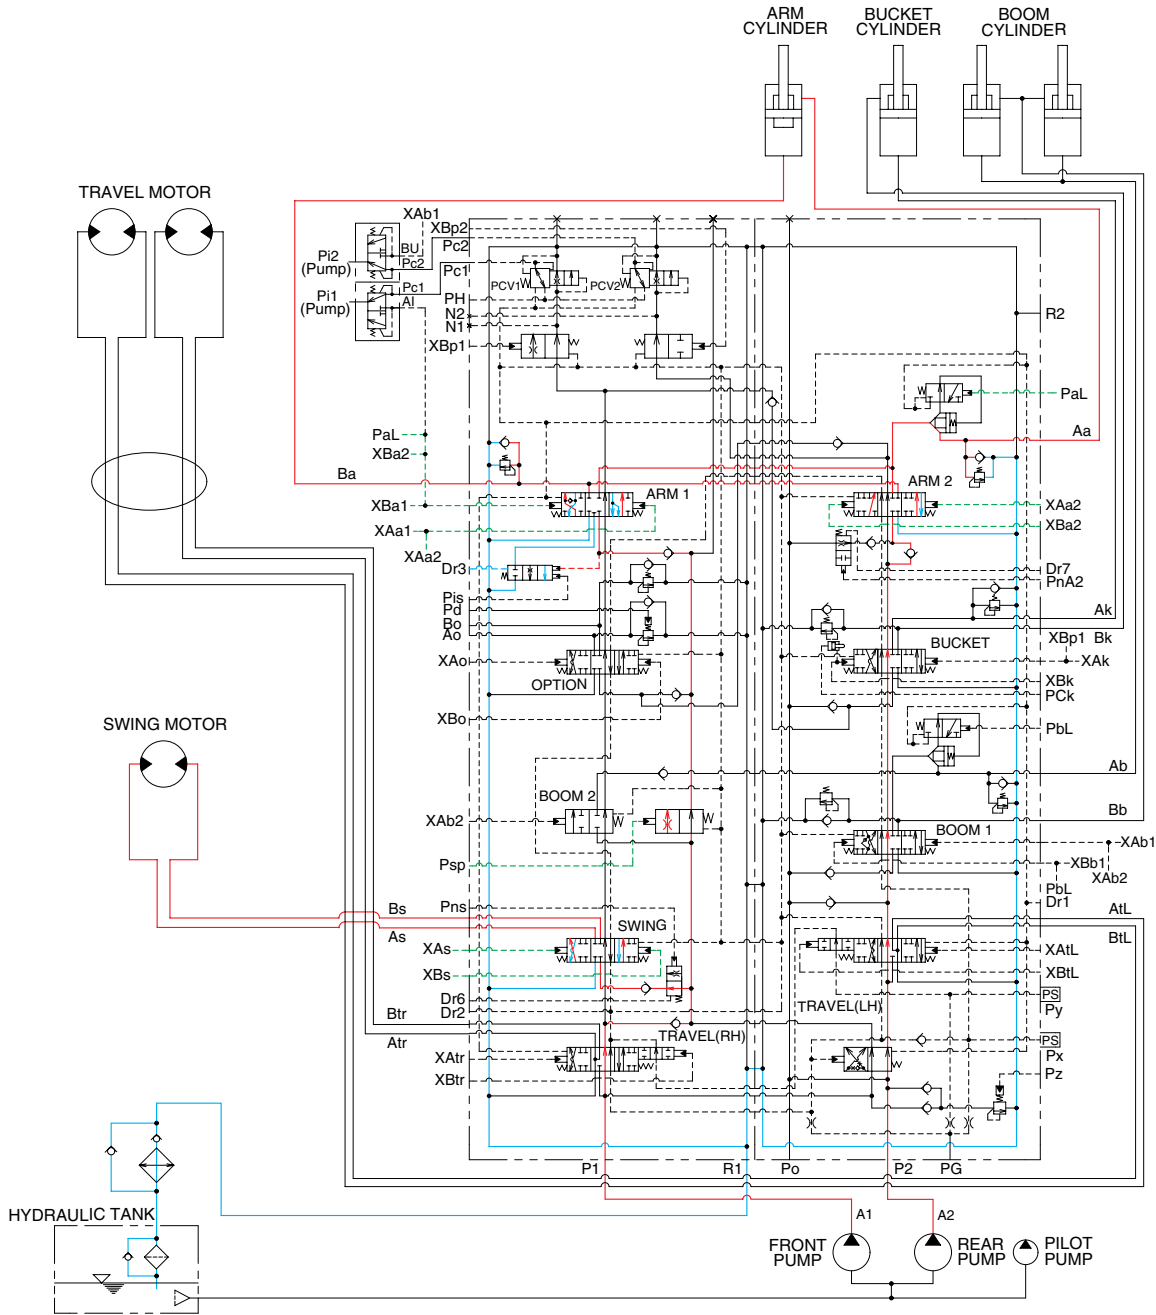 ARM
CYLINDER
BUCKET
CYLINDER
BOOM
CYLINDER
TRAVEL MOTOR
XAb1
XBp2
Pc2
BU
Pc2
Pi2
(Pump)
Pc1
Pc1
Pi1
(Pump)
AI
PCV1
PCV2
PH
N2
N1
R2
XBp1
PaL
PaL
Aa
XBa2
Ba
ARM 1
ARM 2
XBa1
XAa2
XAa1
XBa2
XAa2
Dr3
Dr7
PnA2
Pis
Pd
Bo
Ao
Ak
XBp1
Bk
BUCKET
XAo
XAk
OPTION
XBk
PCk
XBo
SWING MOTOR
PbL
Ab
BOOM 2
Bb
XAb2
BOOM 1
XAb1
Psp
XBb1
XAb2
PbL
Dr1
Pns
Bs
AtL
SWING
As
BtL
XAs
XAtL
XBs
XBtL
Dr6
PS
Dr2
TRAVEL(LH)
Py
Btr
TRAVEL(RH)
Atr
PS
XAtr
Px
XBtr
Pz
P1
R1
Po
P2
PG
HYDRAULIC TANK
A1
A2
FRONT
PUMP
REAR
PUMP
PILOT
PUMP